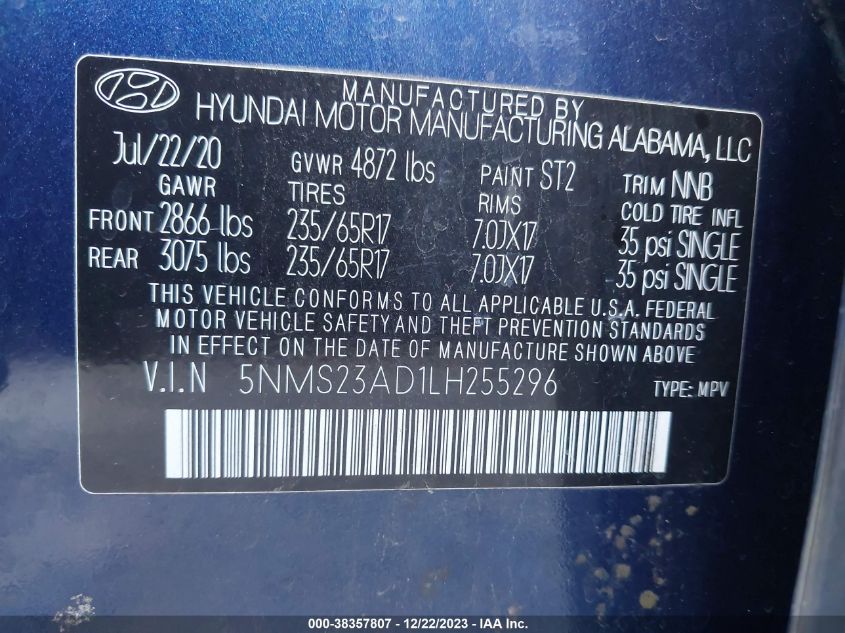 MANUFACTURED BY
HYUNDAI MOTOR MANUFACTURING ALABAMA, LLC
Jul/22/20 GVWR 4872 lbs PAINT ST2 TRIM NNB
GAWR TIRES RIMS COLD TIRE INFL
FRONT 2866 lbs 235/65R17 7.0JX17 35 psi SINGLE
REAR 3075 lbs 235/65R17 7.0JX17 35 psi SINGLE
THIS VEHICLE CONFORMS TO ALL APPLICABLE U.S.A. FEDERAL
MOTOR VEHICLE SAFETY AND THEFT PREVENTION STANDARDS
IN EFFECT ON THE DATE OF MANUFACTURE SHOWN ABOVE
V.I.N 5NMS23AD1LH255296 TYPE: MPV
000-38357807 - 12/22/2023 - IAA